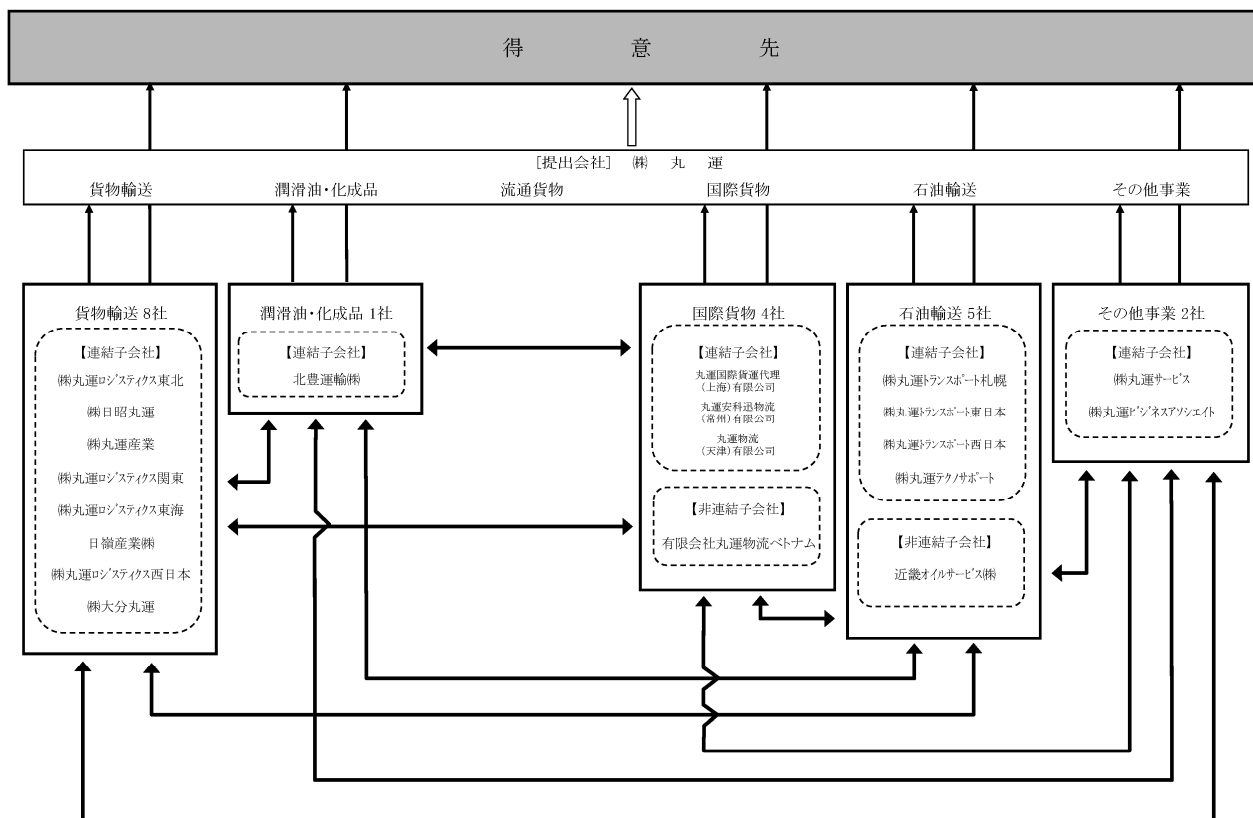 得意先
[提出会社] ㈱ 丸 運
貨物輸送 潤滑油・化成品 流通貨物 国際貨物 石油輸送 その他事業
貨物輸送 8社
【連結子会社】
㈱丸運ロジスティクス東北
㈱日昭丸運
㈱丸運産業
㈱丸運ロジスティクス関東
㈱丸運ロジスティクス東海
日嶺産業㈱
㈱丸運ロジスティクス西日本
㈱大分丸運
潤滑油・化成品 1社
【連結子会社】
北豊運輸㈱
国際貨物 4社
【連結子会社】
丸運国際貨運代理
(上海)有限公司
丸運安科迅物流
(常州)有限公司
丸運物流
(天津)有限公司
【非連結子会社】
有限会社丸運物流ベトナム
石油輸送 5社
【連結子会社】
㈱丸運トランスポート札幌
㈱丸運トランスポート東日本
㈱丸運トランスポート西日本
㈱丸運テクノサポート
【非連結子会社】
近畿オイルサービス㈱
その他事業 2社
【連結子会社】
㈱丸運サービス
㈱丸運ビジネスアソシエイト